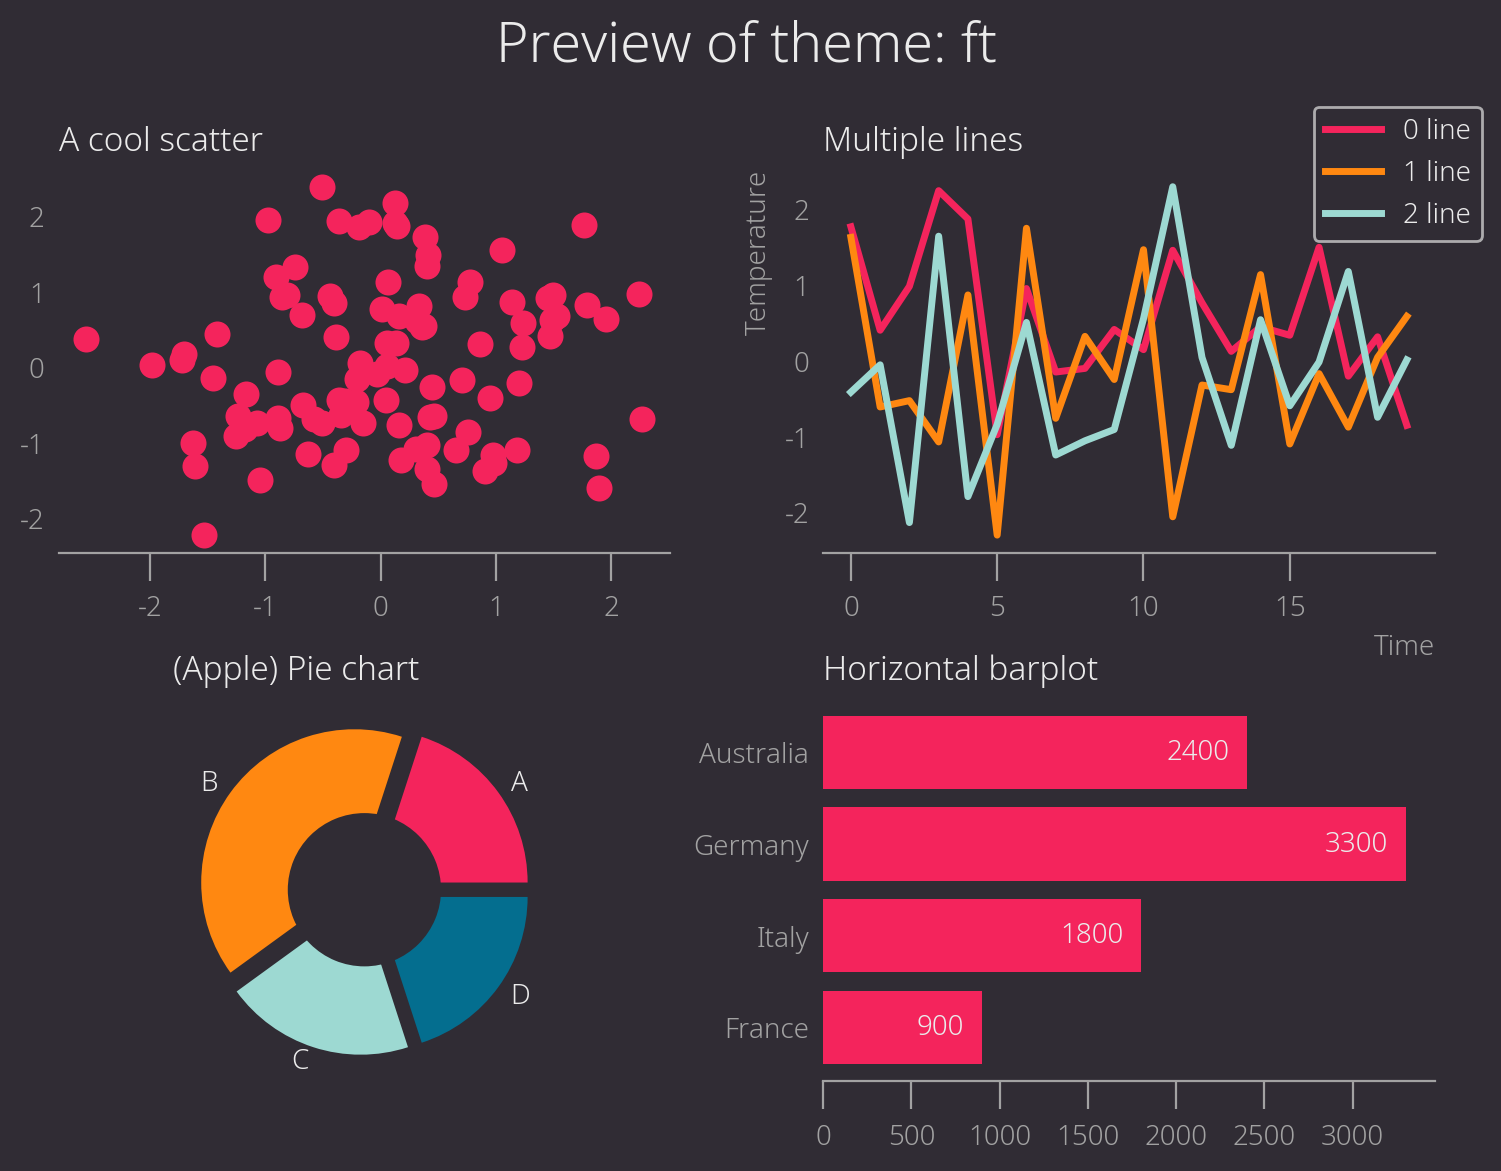 Preview of theme: ft
A cool scatter
2
1
0
-1
-2
-2 -1 0 1 2
Multiple lines
0 line
1 line
2 line
Temperature
2
1
0
-1
-2
0 5 10 15
Time
(Apple) Pie chart
A
B
C
D
Horizontal barplot
Australia 2400
Germany 3300
Italy 1800
France 900
0 500 1000 1500 2000 2500 3000